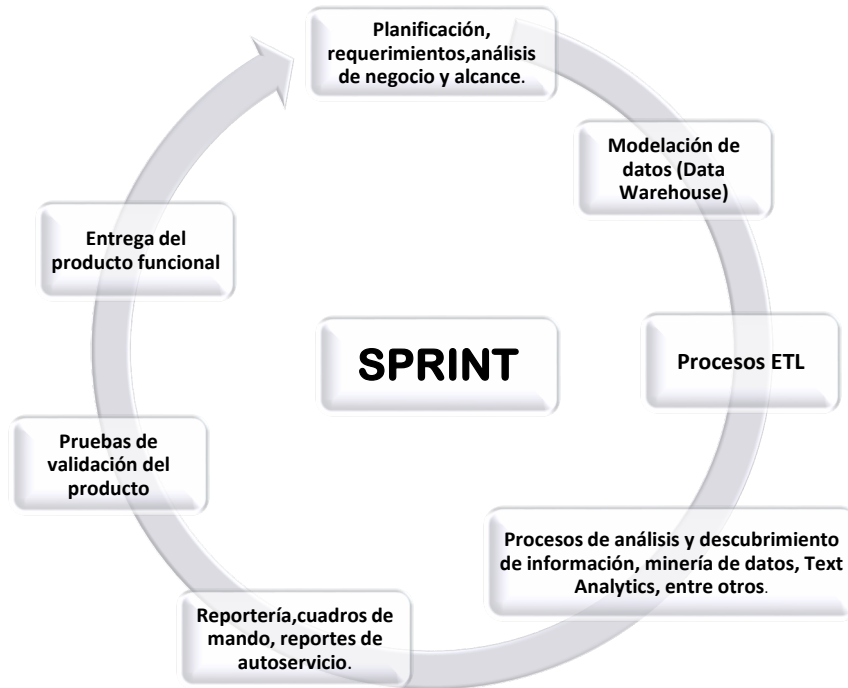 Planificación,
requerimientos,análisis
de negocio y alcance.
Modelación de
datos (Data
Warehouse)
Procesos ETL
Procesos de análisis y descubrimiento
de información, minería de datos, Text
Analytics, entre otros.
Reportería,cuadros de
mando, reportes de
autoservicio.
Pruebas de
validación del
producto
Entrega del
producto funcional
SPRINT